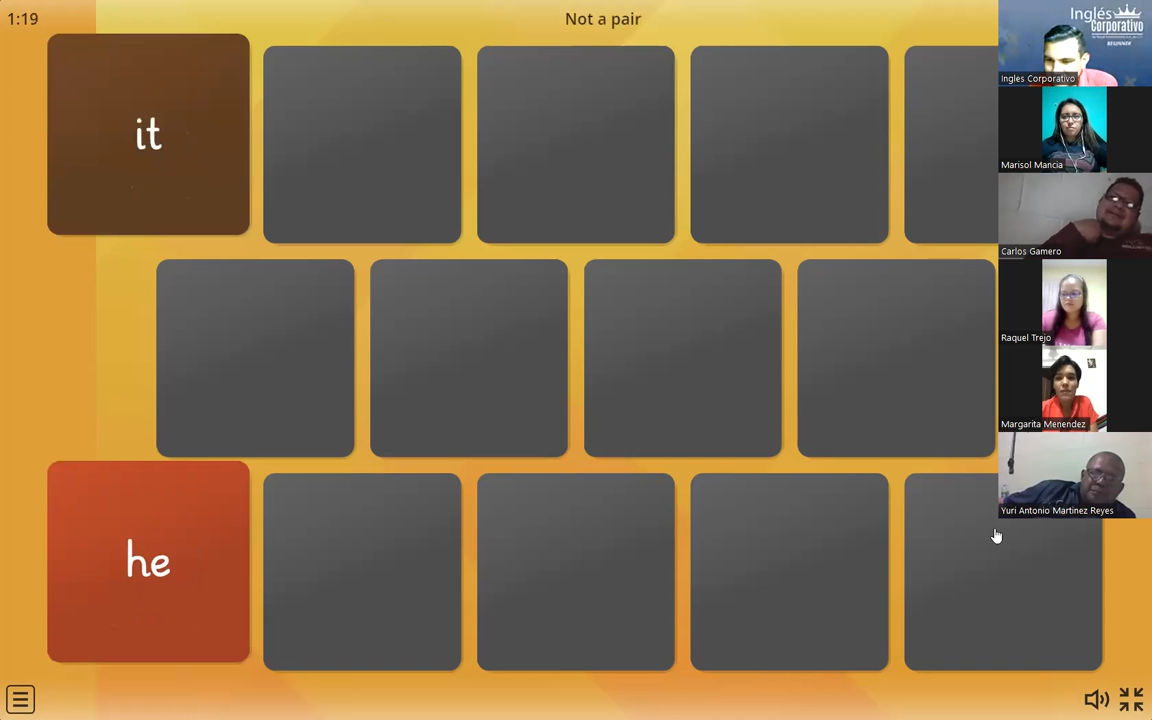 1:19
Not a pair
it
he
Inglés
Corporativo
BEGINNER
Ingles Corporativo
Marisol Mancia
Carlos Gamero
Raquel Trejo
Margarita Menendez
Yuri Antonio Martinez Reyes